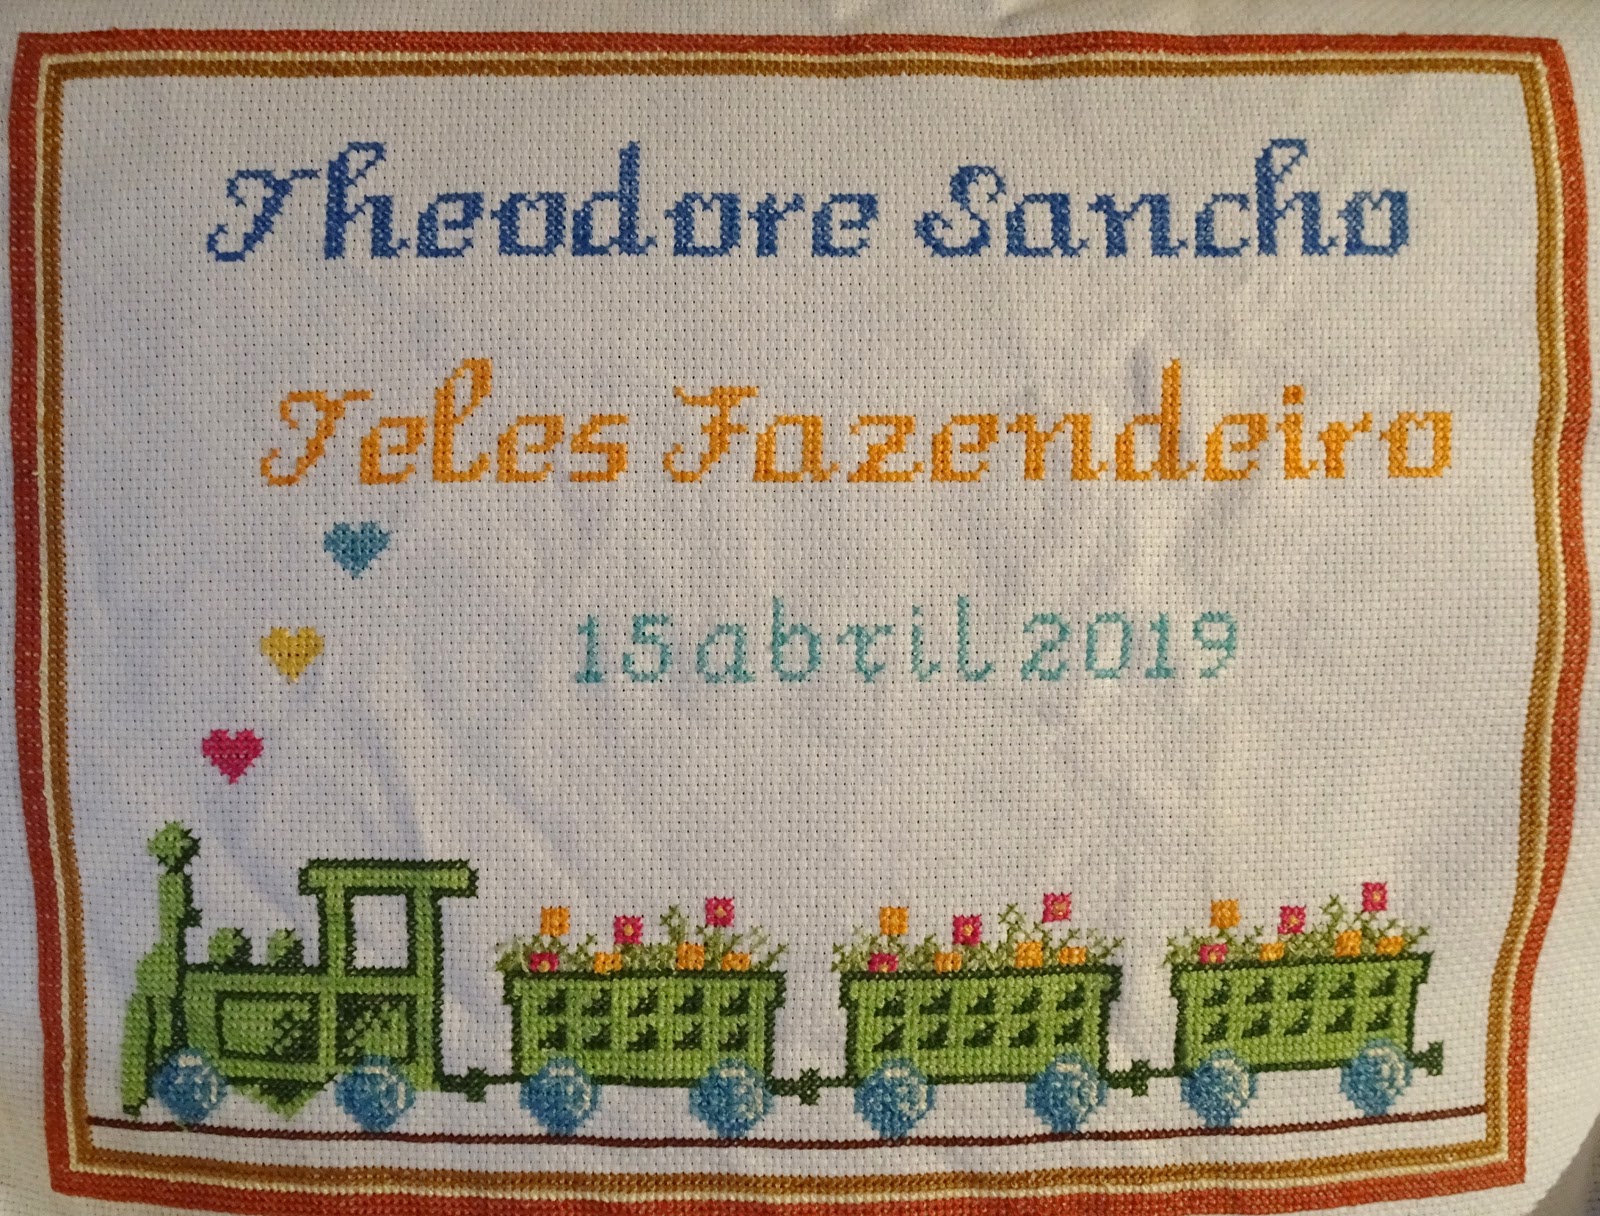 Theodore Sancho
Teles Fazendeiro
15 abril 2019